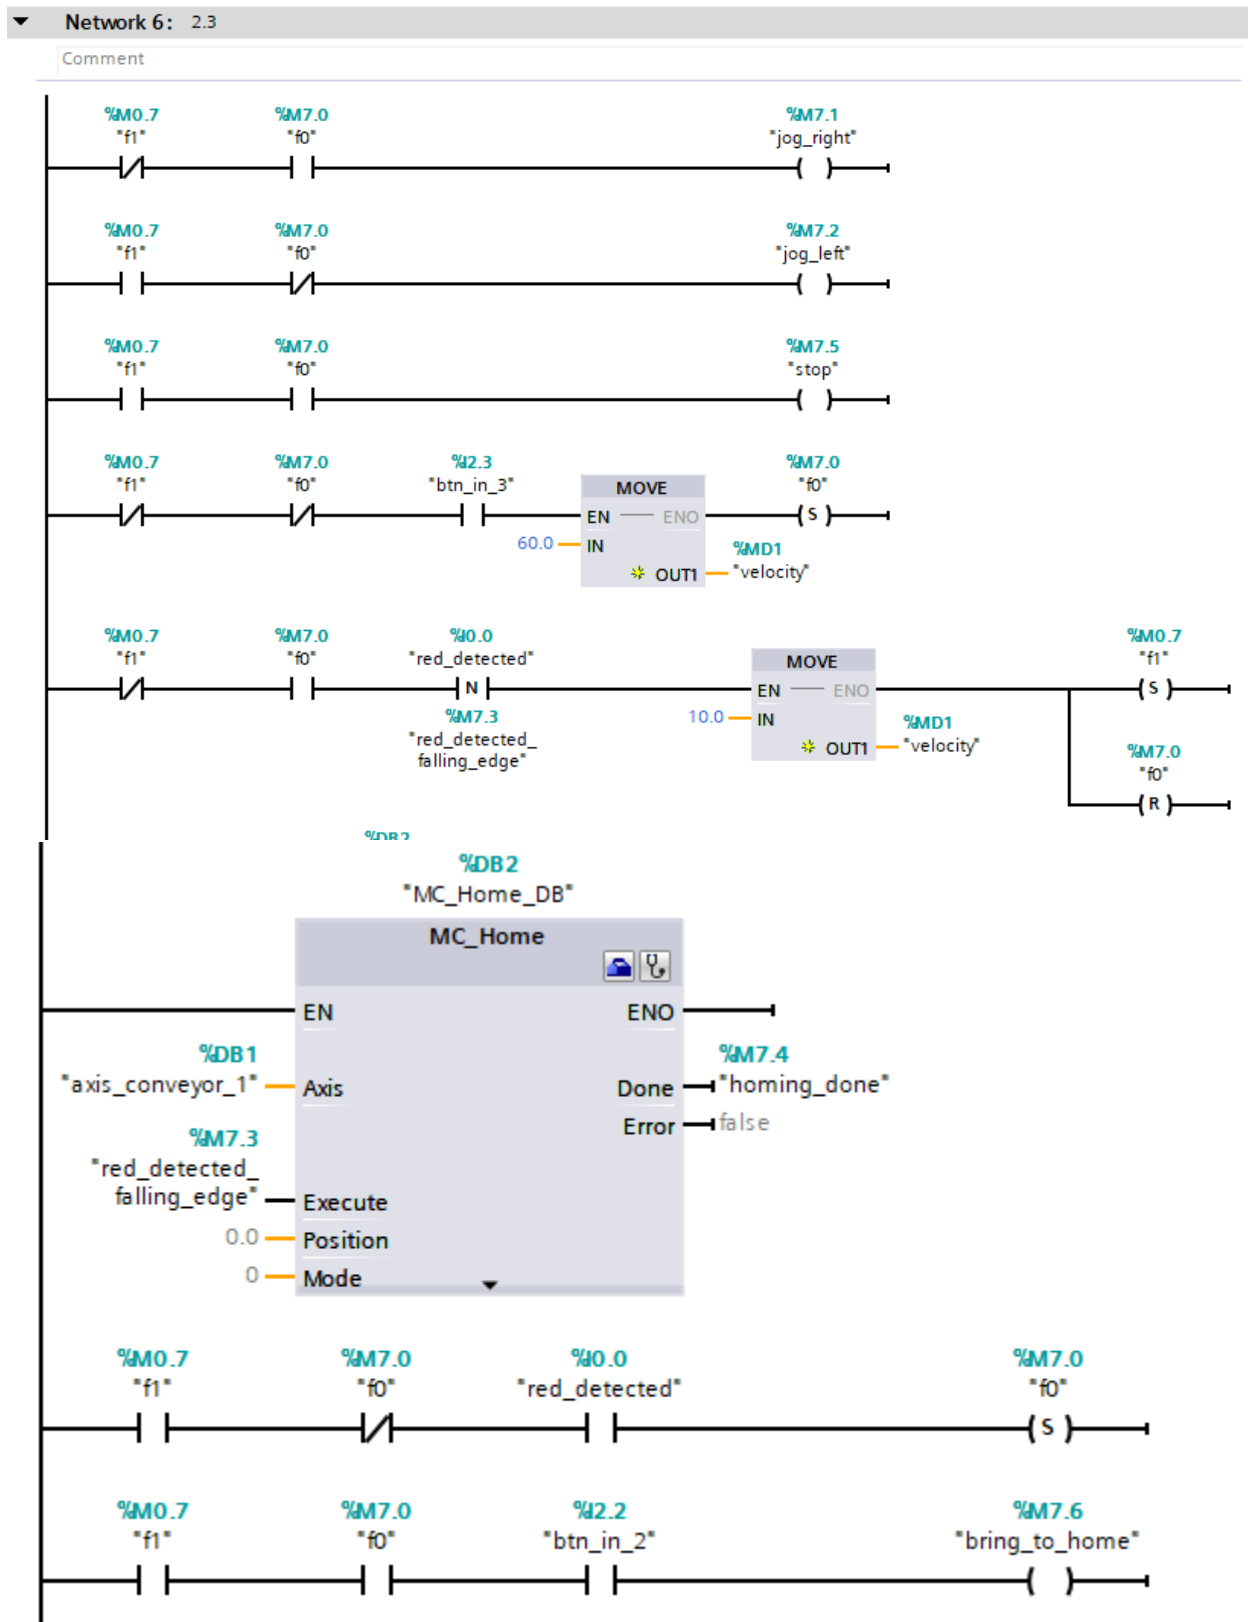 Network 6: 2.3
Comment
%M0.7 %M7.0 %M7.1
"f1" "f0" "jog_right"
%M0.7 %M7.0 %M7.2
"f1" "f0" "jog_left"
%M0.7 %M7.0 %M7.5
"f1" "f0" "stop"
%M0.7 %M7.0 %I2.3 %M7.0
"f1" "f0" "btn_in_3" MOVE "f0"
EN ENO S
60.0 IN %MD1
OUT1 "velocity"
%M0.7 %M7.0 %I0.0 %M0.7
"f1" "f0" "red_detected" MOVE "f1"
N EN ENO S
%M7.3 10.0 IN %MD1
"red_detected_ OUT1 "velocity" %M7.0
falling_edge" "f0"
R
%DB2
%DB2
"MC_Home_DB"
MC_Home
EN ENO
%DB1 %M7.4
"axis_conveyor_1" Axis Done "homing_done"
%M7.3 Error false
"red_detected_
falling_edge" Execute
0.0 Position
0 Mode
%M0.7 %M7.0 %I0.0 %M7.0
"f1" "f0" "red_detected" "f0"
S
%M0.7 %M7.0 %I2.2 %M7.6
"f1" "f0" "btn_in_2" "bring_to_home"